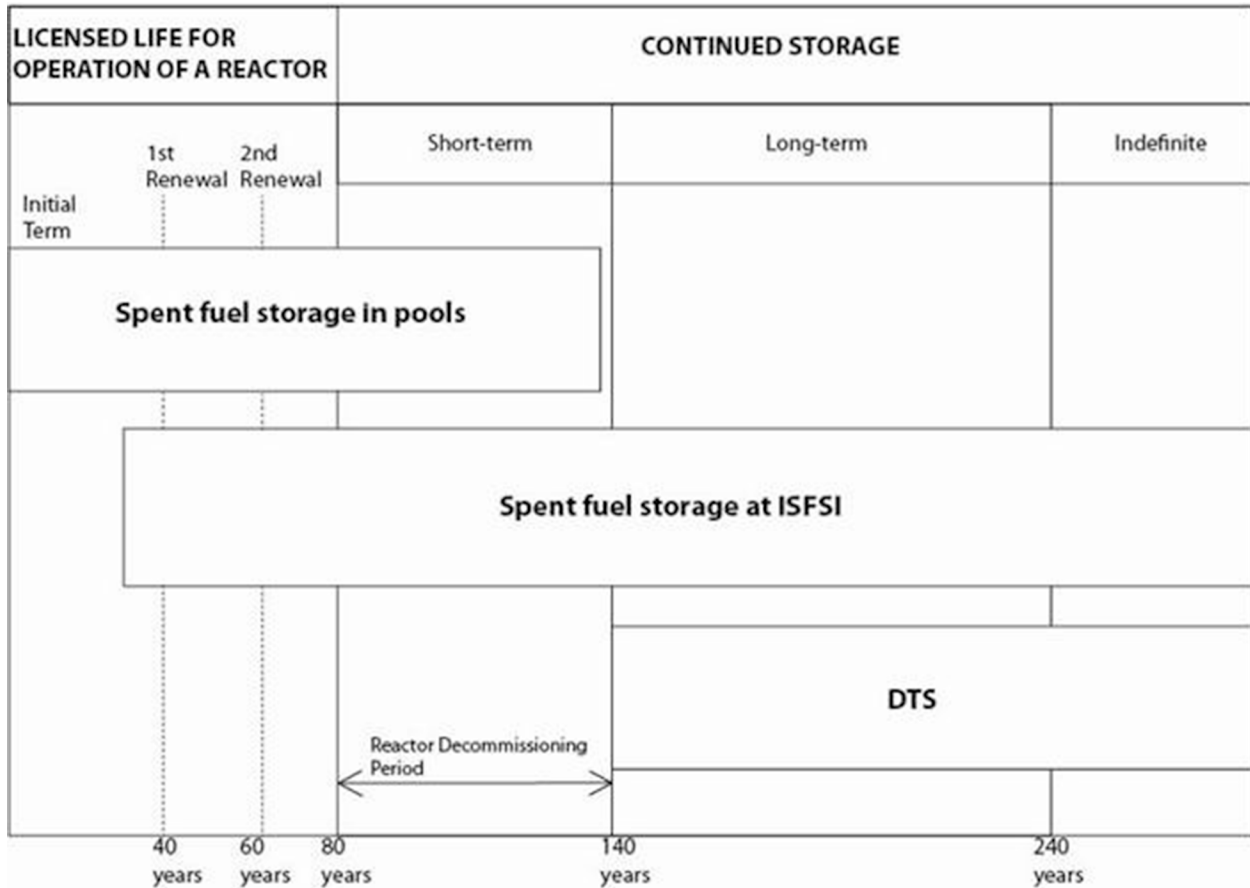 LICENSED LIFE FOR
OPERATION OF A REACTOR
CONTINUED STORAGE
Short-term
Long-term
Indefinite
1st
Renewal
2nd
Renewal
Initial
Term
Spent fuel storage in pools
Spent fuel storage at ISFSI
DTS
Reactor Decommissioning
Period
40
years
60
years
80
years
140
years
240
years